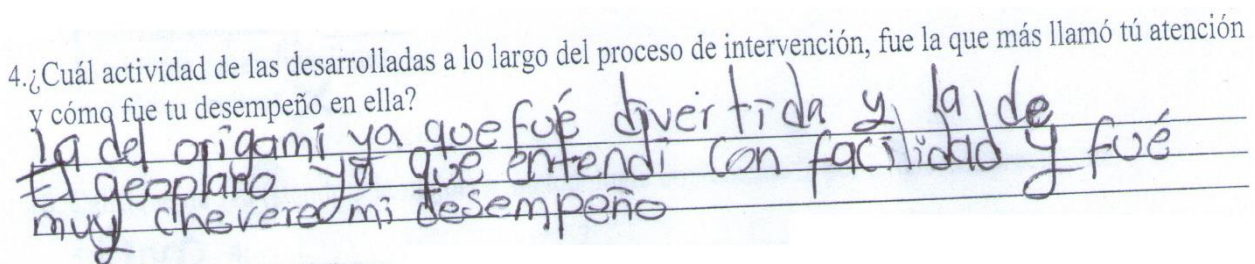 4.¿Cuál actividad de las desarrolladas a lo largo del proceso de intervención, fue la que más llamó tú atención
y cómo fue tu desempeño en ella?
la del origami ya que fué divertida y la de
El geoplano ya que entendi con facilidad y fué
muy chevere mi desempeño